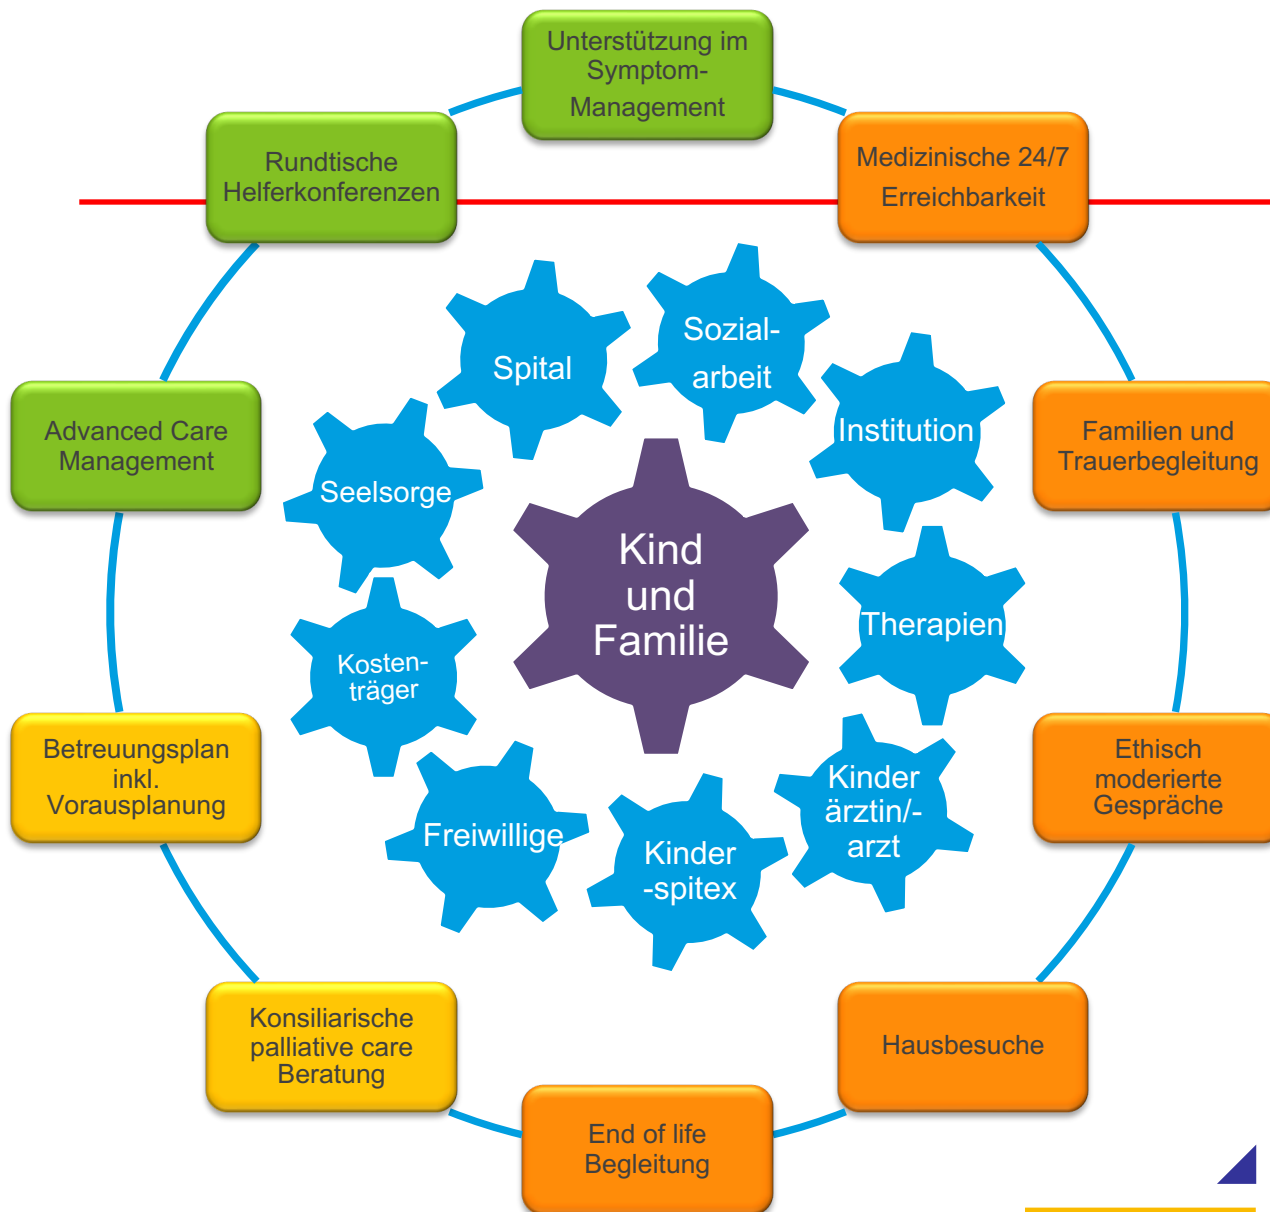 Unterstützung im
Symptom-
Management
Rundtische
Helferkonferenzen
Medizinische 24/7
Erreichbarkeit
Advanced Care
Management
Familien und
Trauerbegleitung
Betreuungsplan
inkl.
Vorausplanung
Ethisch
moderierte
Gespräche
Konsiliarische
palliative care
Beratung
Hausbesuche
End of life
Begleitung
Spital
Sozial-
arbeit
Institution
Seelsorge
Kind
und
Familie
Therapien
Kosten-
träger
Freiwillige
Kinder
-spitex
Kinder
ärztin/-
arzt